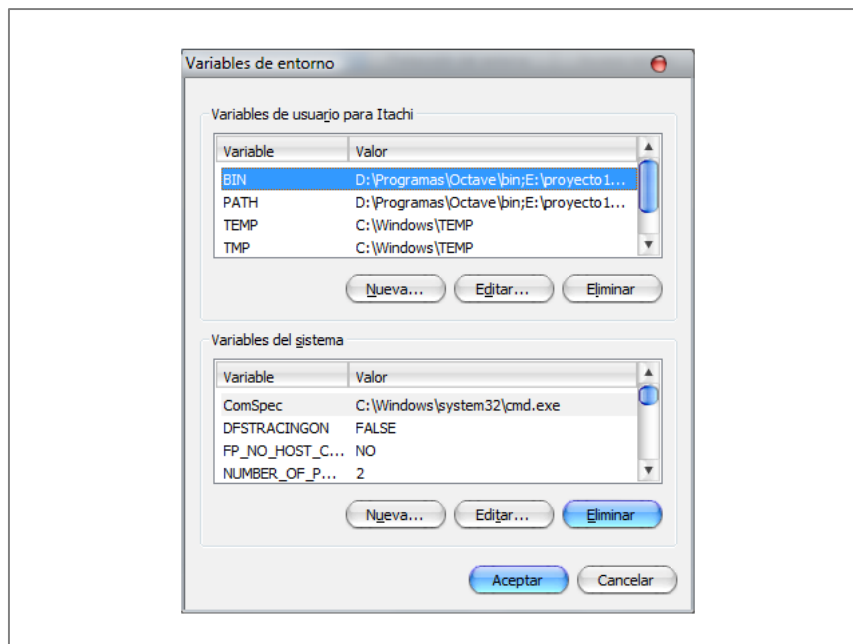 Variables de entorno
Variables de usuario para Itachi
Variable Valor
BIN D:\Programas\Octave\bin;E:\proyecto1...
PATH D:\Programas\Octave\bin;E:\proyecto1...
TEMP C:\Windows\TEMP
TMP C:\Windows\TEMP
Nueva... Editar... Eliminar
Variables del sistema
Variable Valor
ComSpec C:\Windows\system32\cmd.exe
DFSTRACINGON FALSE
FP_NO_HOST_C... NO
NUMBER_OF_P... 2
Nueva... Editar... Eliminar
Aceptar Cancelar